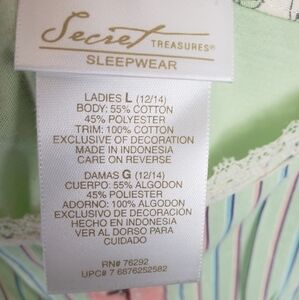 Secret TREASURES®
SLEEPWEAR
LADIES L (12/14)
BODY: 55% COTTON
45% POLYESTER
TRIM: 100% COTTON
EXCLUSIVE OF DECORATION
MADE IN INDONESIA
CARE ON REVERSE
DAMAS G (12/14)
CUERPO: 55% ALGODON
45% POLIESTER
ADORNO: 100% ALGODON
EXCLUSIVO DE DECORACIÓN
HECHO EN INDONESIA
VER AL DORSO PARA
CUIDADO
RN# 76292
UPC# 7 6676252582